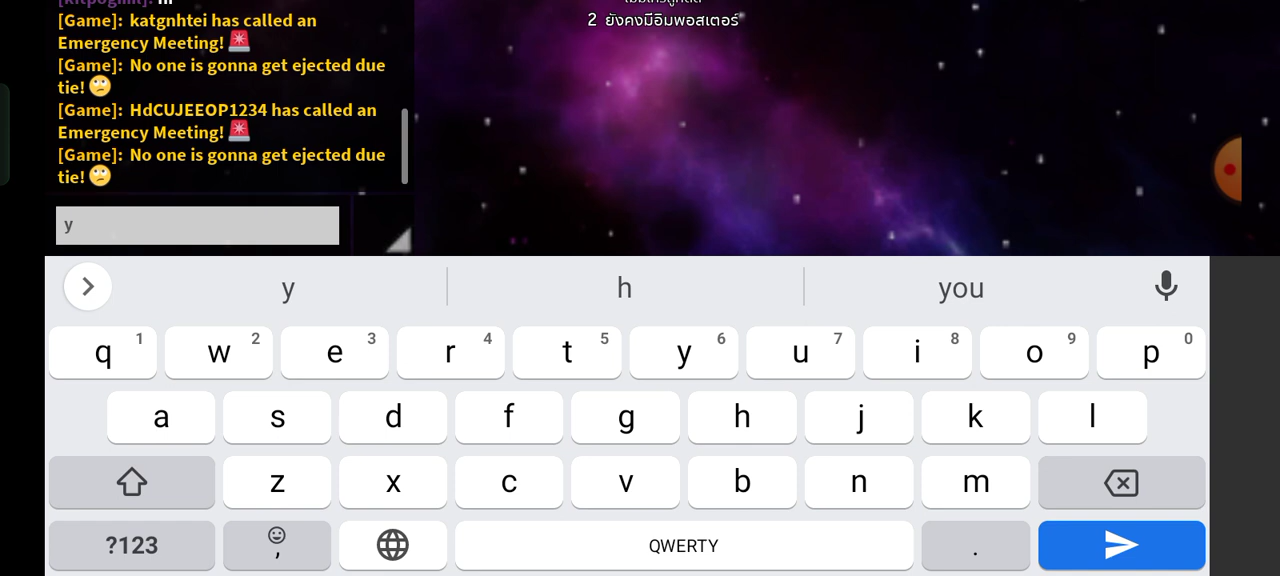 [Game]: katgnhtei has called an
Emergency Meeting! 🚨
[Game]: No one is gonna get ejected due
tie! 🙄
[Game]: HdCUJEEOP1234 has called an
Emergency Meeting! 🚨
[Game]: No one is gonna get ejected due
tie! 🙄
2 ยังคงมีอิมพอสเตอร์
y
y h you
q 1 w 2 e 3 r 4 t 5 y 6 u 7 i 8 o 9 p 0
a s d f g h j k l
z x c v b n m
?123 , QWERTY .